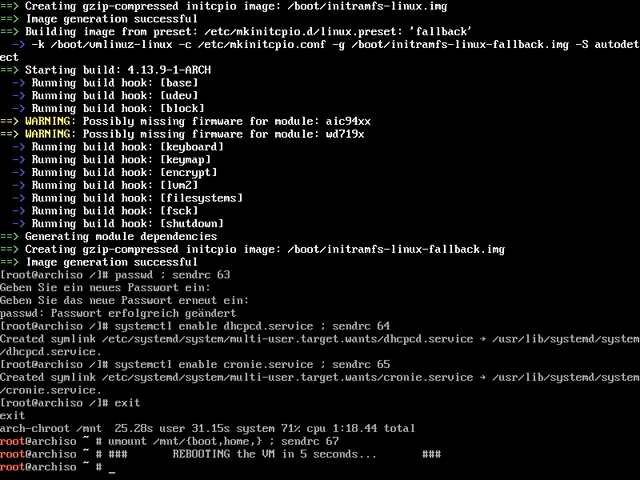 ==> Creating gzip-compressed initcpio image: /boot/initramfs-linux.img
==> Image generation successful
==> Building image from preset: /etc/mkinitcpio.d/linux.preset: 'fallback'
  -> -k /boot/vmlinuz-linux -c /etc/mkinitcpio.conf -g /boot/initramfs-linux-fallback.img -S autodet
ect
==> Starting build: 4.13.9-1-ARCH
  -> Running build hook: [base]
  -> Running build hook: [udev]
  -> Running build hook: [block]
==> WARNING: Possibly missing firmware for module: aic94xx
==> WARNING: Possibly missing firmware for module: wd719x
  -> Running build hook: [keyboard]
  -> Running build hook: [keymap]
  -> Running build hook: [encrypt]
  -> Running build hook: [lvm2]
  -> Running build hook: [filesystems]
  -> Running build hook: [fsck]
  -> Running build hook: [shutdown]
==> Generating module dependencies
==> Creating gzip-compressed initcpio image: /boot/initramfs-linux-fallback.img
==> Image generation successful
[root@archiso /]# passwd ; sendrc 63
Geben Sie ein neues Passwort ein:
Geben Sie das neue Passwort erneut ein:
passwd: Passwort erfolgreich geändert
[root@archiso /]# systemctl enable dhcpcd.service ; sendrc 64
Created symlink /etc/systemd/system/multi-user.target.wants/dhcpcd.service → /usr/lib/systemd/system
/dhcpcd.service.
[root@archiso /]# systemctl enable cronie.service ; sendrc 65
Created symlink /etc/systemd/system/multi-user.target.wants/cronie.service → /usr/lib/systemd/system
/cronie.service.
[root@archiso /]# exit
exit
arch-chroot /mnt  25.28s user 31.15s system 71% cpu 1:18.44 total
root@archiso ~ # umount /mnt/{boot,home,} ; sendrc 67
root@archiso ~ # ###       REBOOTING the VM in 5 seconds...       ###
root@archiso ~ # _